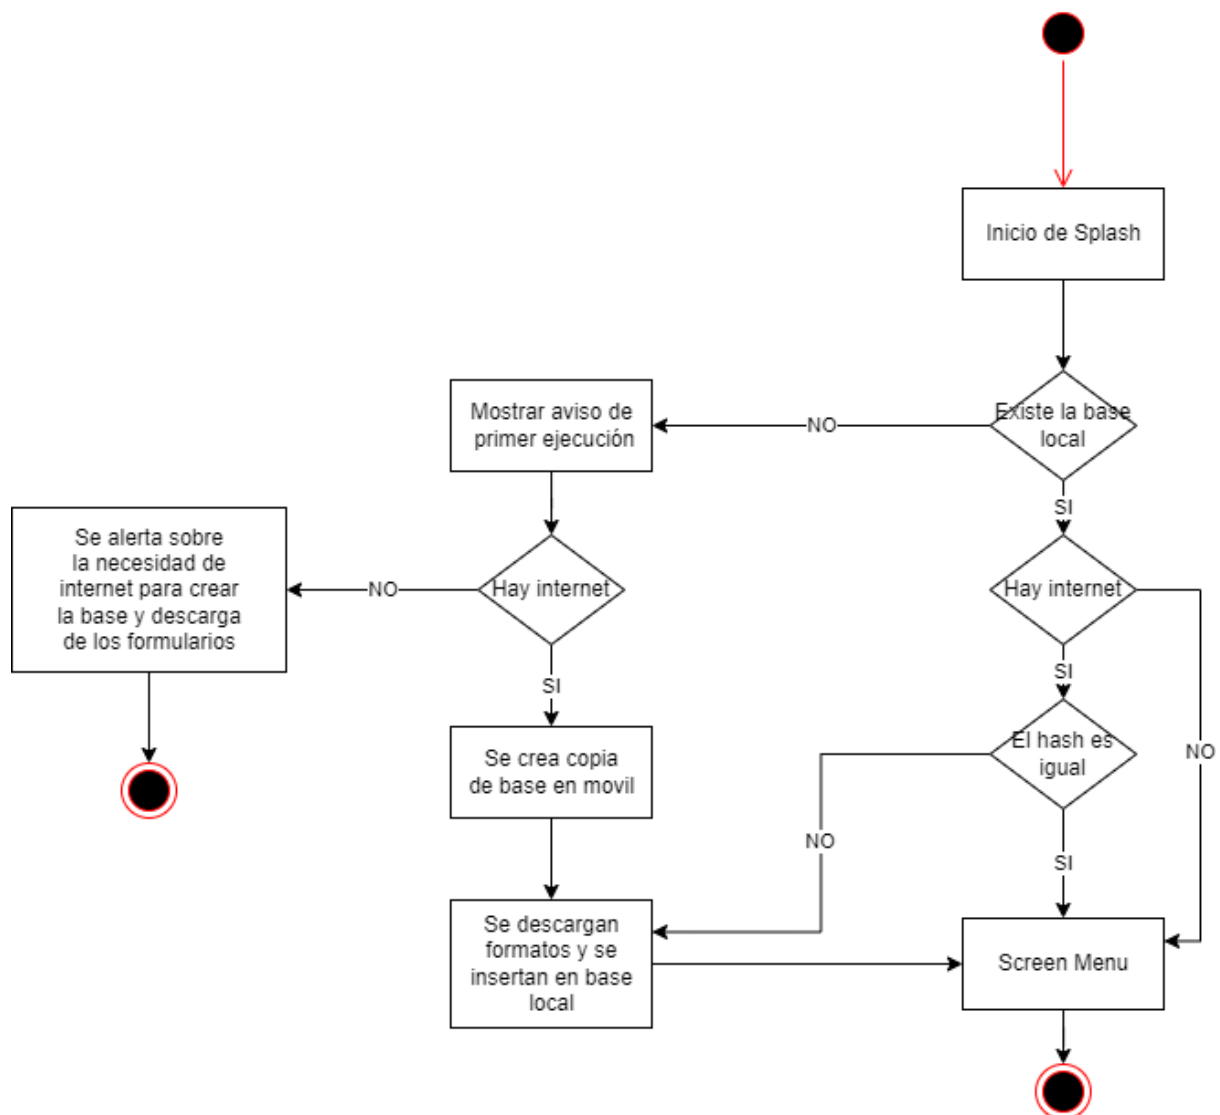 Inicio de Splash
Existe la base
local
NO
Mostrar aviso de
primer ejecución
SI
Hay internet
NO
Se alerta sobre
la necesidad de
internet para crear
la base y descarga
de los formularios
Hay internet
SI
SI
El hash es
igual
NO
Se crea copia
de base en movil
NO
SI
Se descargan
formatos y se
insertan en base
local
Screen Menu